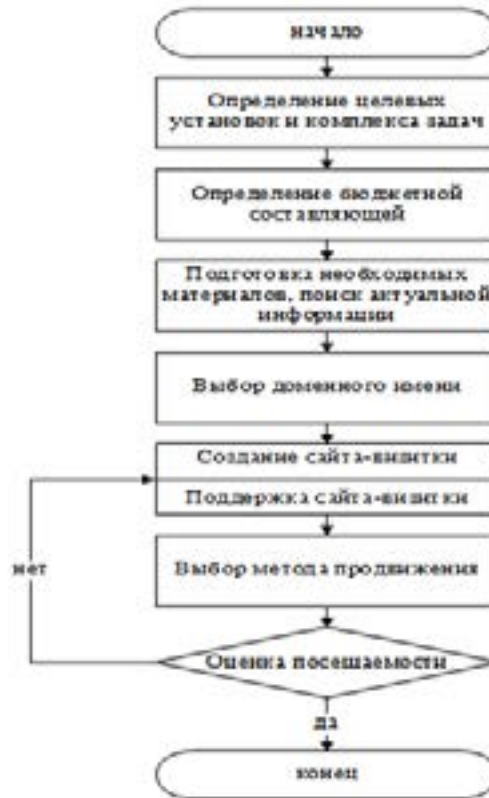 начало
Определение целевых
установок и комплекса задач
Определение бюджетной
составляющей
Подготовка необходимых
материалов, поиск актуальной
информации
Выбор доменного имени
Создание сайта-визитки
Поддержка сайта-визитки
нет
Выбор метода продвижения
Оценка посещаемости
да
конец